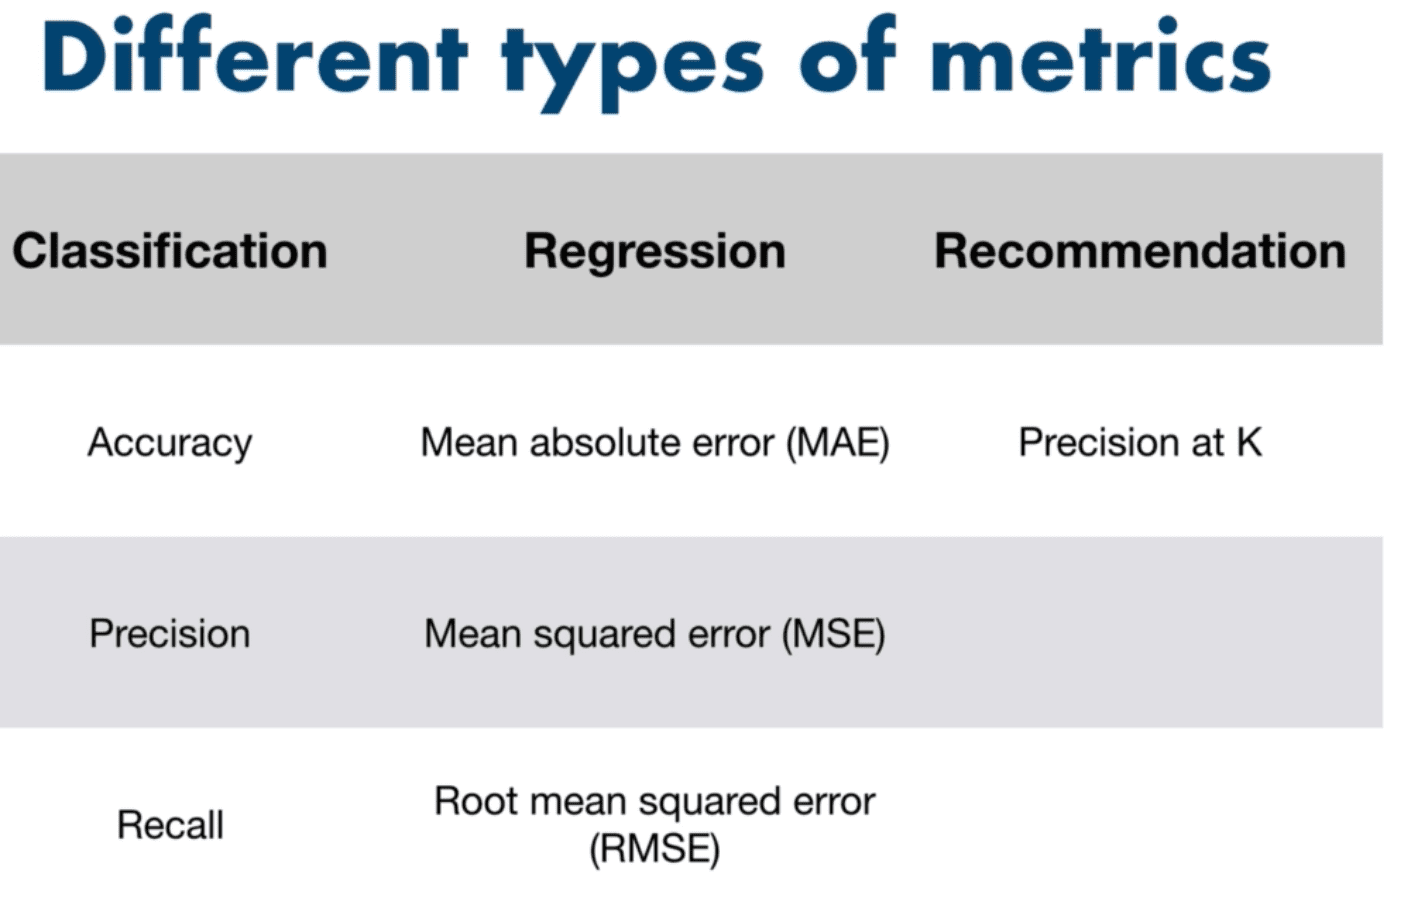 Different types of metrics
Classification Regression Recommendation
Accuracy Mean absolute error (MAE) Precision at K
Precision Mean squared error (MSE)
Recall Root mean squared error
(RMSE)